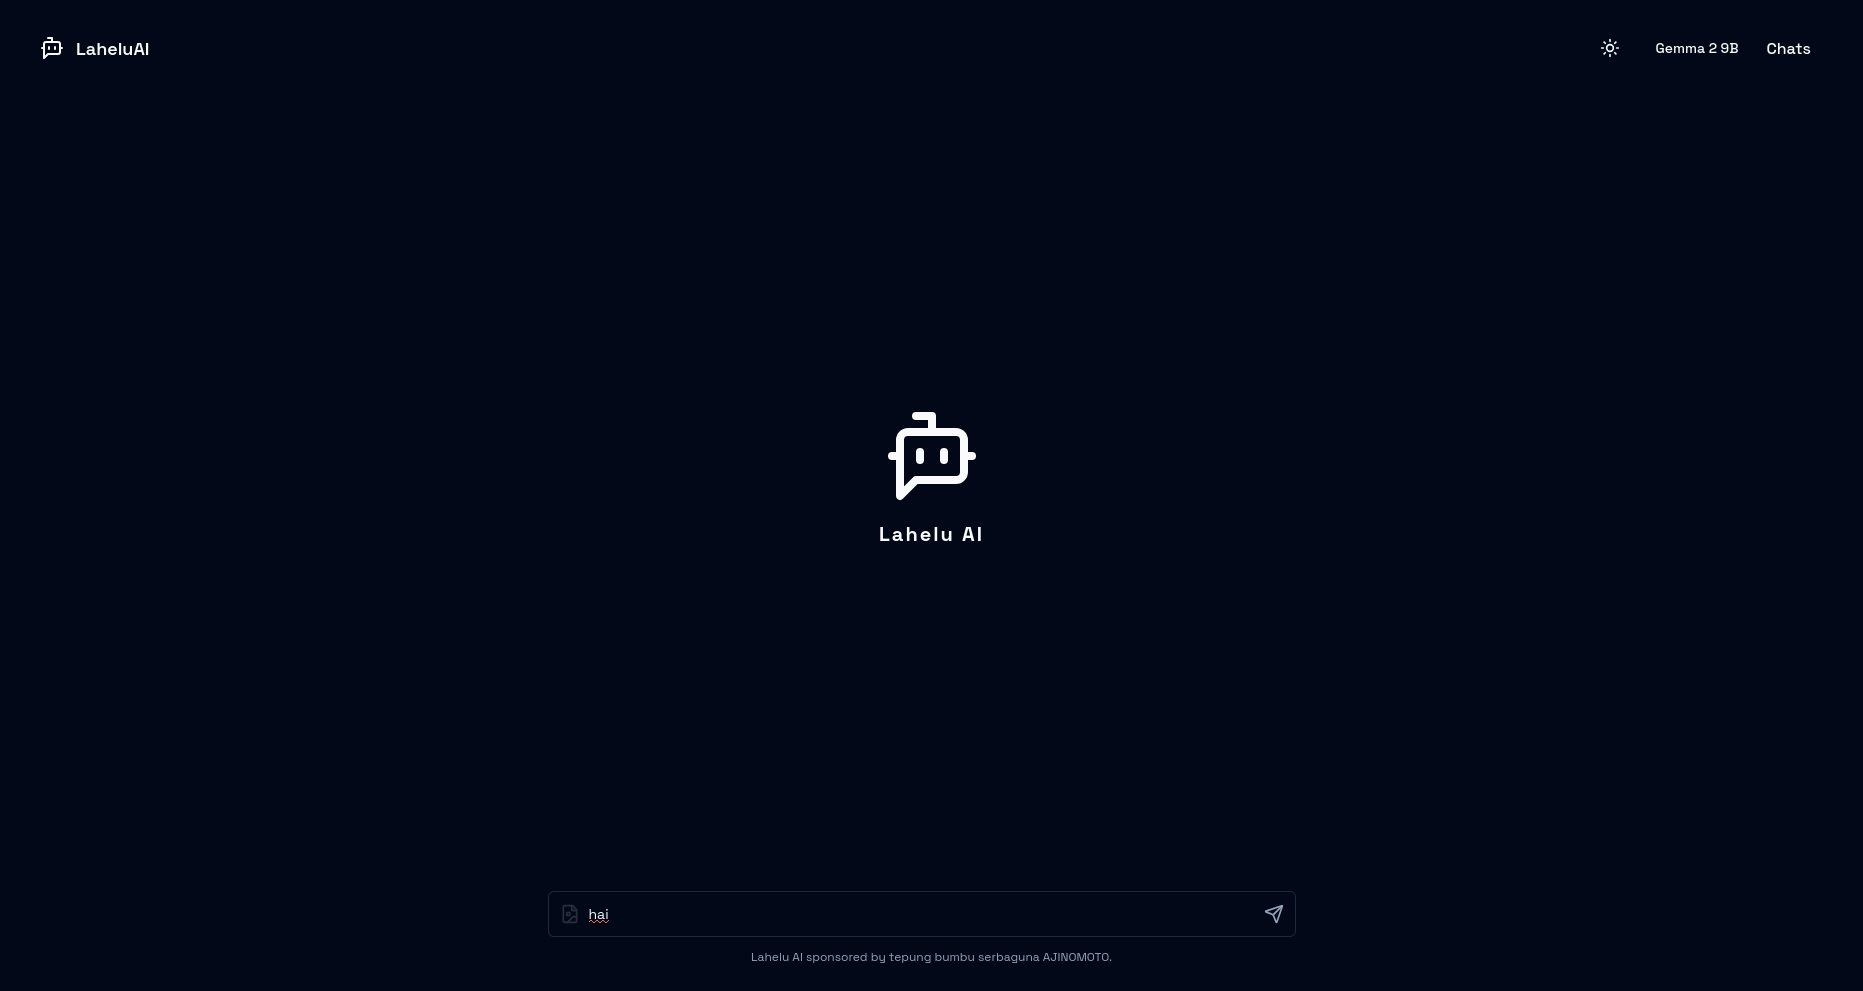 LaheluAI
Gemma 2 9B
Chats
Lahelu AI
hai
Lahelu AI sponsored by tepung bumbu serbaguna AJINOMOTO.